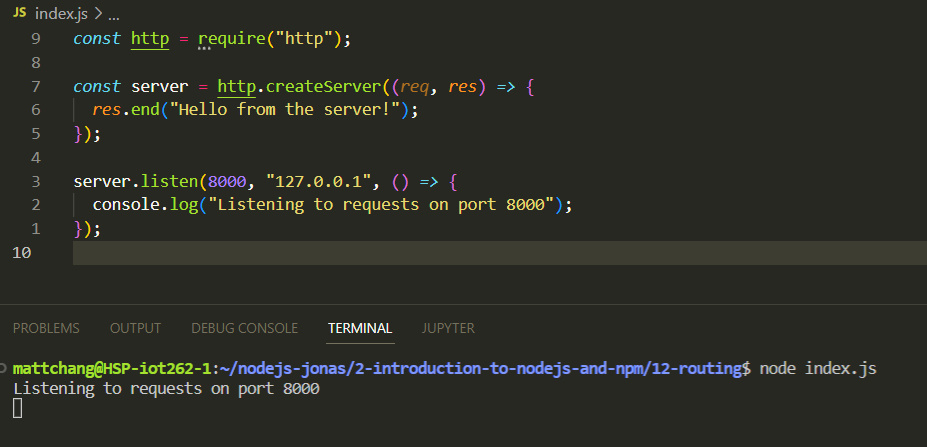 JS index.js > ...
9 const http = require("http");
8
7 const server = http.createServer((req, res) => {
6 res.end("Hello from the server!");
5 });
4
3 server.listen(8000, "127.0.0.1", () => {
2 console.log("Listening to requests on port 8000");
1 });
10
PROBLEMS OUTPUT DEBUG CONSOLE TERMINAL JUPYTER
mattchang@HSP-iot262-1:~/nodejs-jonas/2-introduction-to-nodejs-and-npm/12-routing$ node index.js
Listening to requests on port 8000